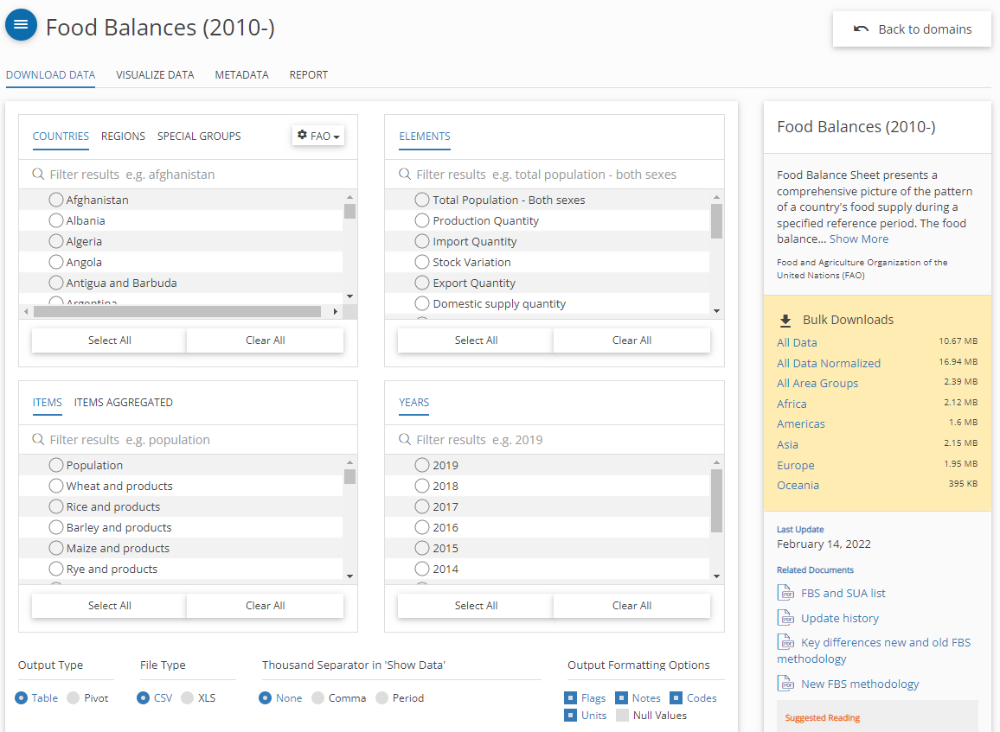 Food Balances (2010-)
Back to domains
DOWNLOAD DATA VISUALIZE DATA METADATA REPORT
COUNTRIES REGIONS SPECIAL GROUPS FAO
Filter results e.g. afghanistan
Afghanistan
Albania
Algeria
Angola
Antigua and Barbuda
Argentina
Select All Clear All
ELEMENTS
Filter results e.g. total population - both sexes
Total Population - Both sexes
Production Quantity
Import Quantity
Stock Variation
Export Quantity
Domestic supply quantity
Select All Clear All
ITEMS ITEMS AGGREGATED
Filter results e.g. population
Population
Wheat and products
Rice and products
Barley and products
Maize and products
Rye and products
Select All Clear All
YEARS
Filter results e.g. 2019
2019
2018
2017
2016
2015
2014
Select All Clear All
Output Type
Table Pivot
File Type
CSV XLS
Thousand Separator in 'Show Data'
None Comma Period
Output Formatting Options
Flags Notes Codes
Units Null Values
Food Balances (2010-)
Food Balance Sheet presents a
comprehensive picture of the pattern
of a country's food supply during a
specified reference period. The food
balance... Show More
Food and Agriculture Organization of the
United Nations (FAO)
Bulk Downloads
All Data 10.67 MB
All Data Normalized 16.94 MB
All Area Groups 2.39 MB
Africa 2.12 MB
Americas 1.6 MB
Asia 2.15 MB
Europe 1.95 MB
Oceania 395 KB
Last Update
February 14, 2022
Related Documents
PDF FBS and SUA list
PDF Update history
PDF Key differences new and old FBS
methodology
PDF New FBS methodology
Suggested Reading